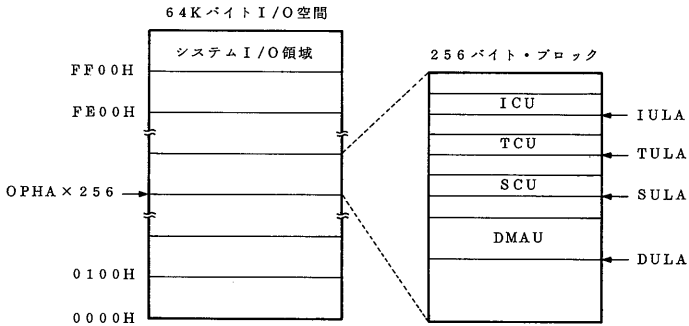 64KバイトI/O空間
システムI/O領域
FF00H
FE00H
OPHA×256
0100H
0000H
256バイト・ブロック
ICU
IULA
TCU
TULA
SCU
SULA
DMAU
DULA